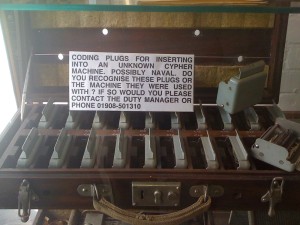 CODING PLUGS FOR INSERTING
INTO AN UNKNOWN CYPHER
MACHINE. POSSIBLY NAVAL. DO
YOU RECOGNISE THESE PLUGS OR
THE MACHINE THEY WERE USED
WITH ? IF SO WOULD YOU PLEASE
CONTACT THE DUTY MANAGER OR
PHONE 01908-501310